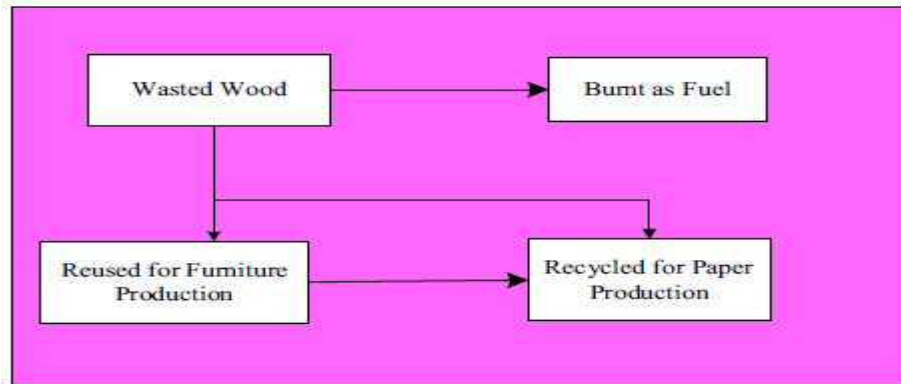 Wasted Wood
Burnt as Fuel
Reused for Furniture
Production
Recycled for Paper
Production